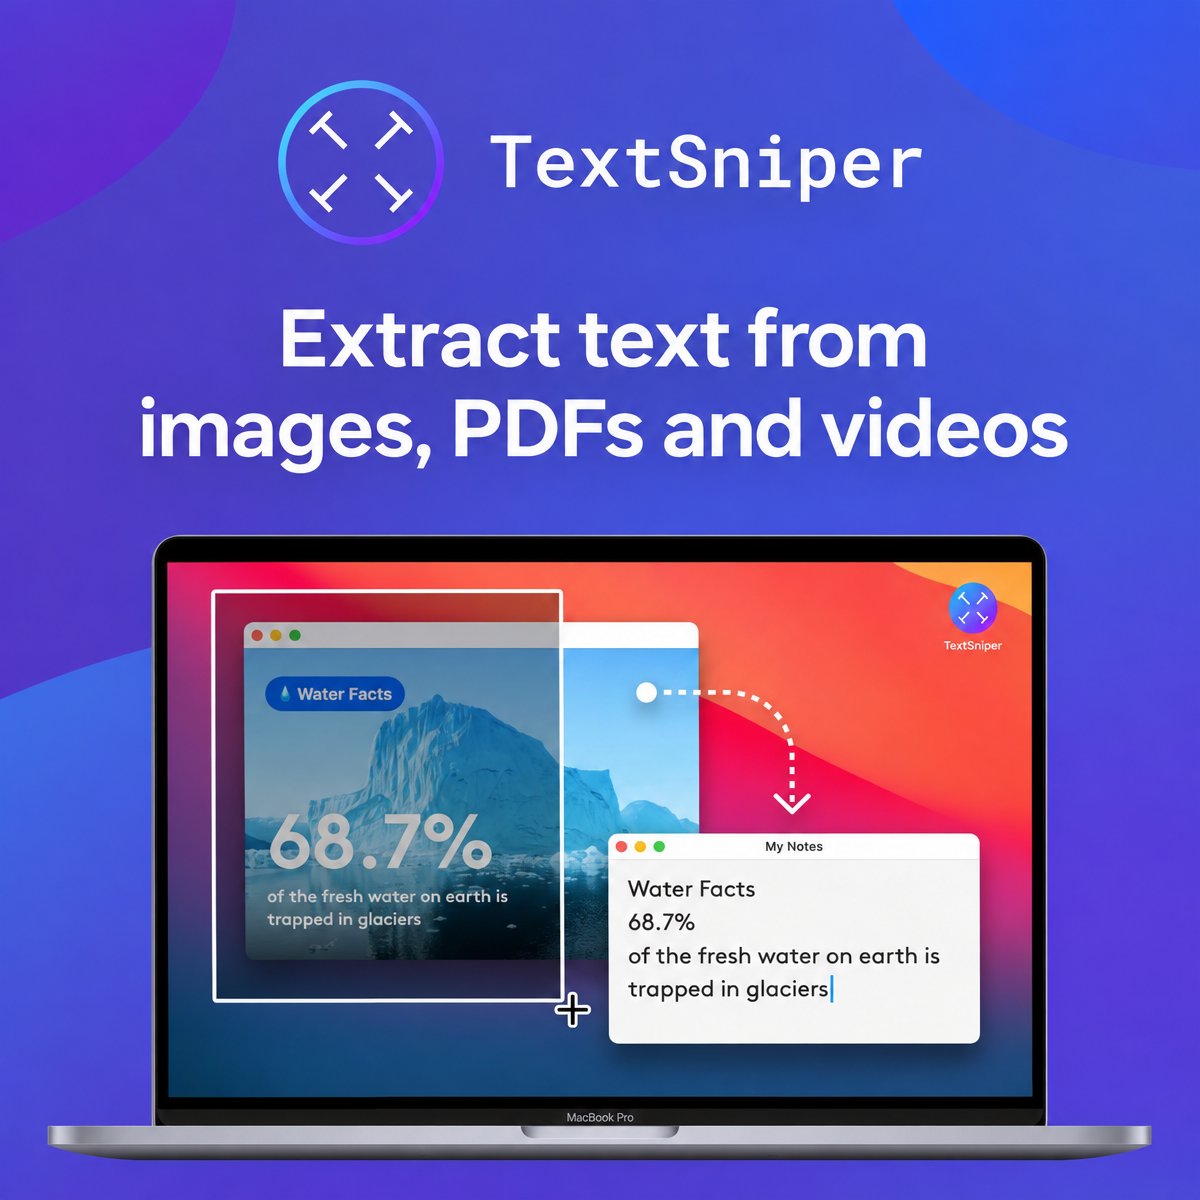 TextSniper
Extract text from
images, PDFs and videos
TextSniper
Water Facts
68.7%
of the fresh water on earth is
trapped in glaciers
My Notes
Water Facts
68.7%
of the fresh water on earth is
trapped in glaciers
MacBook Pro